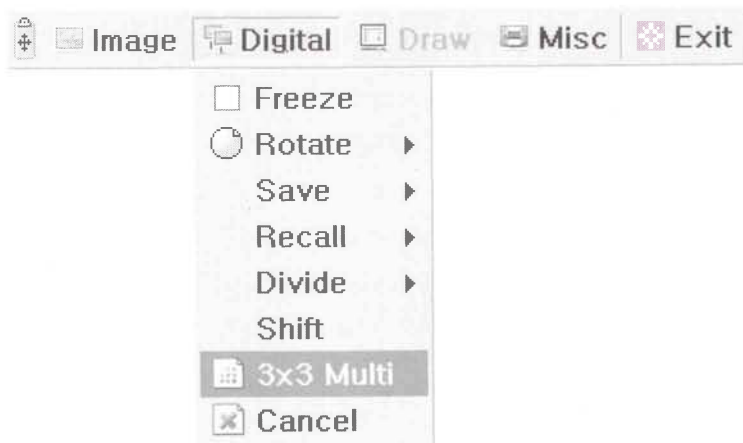 Image Digital Draw Misc Exit
Freeze
Rotate
Save
Recall
Divide
Shift
3x3 Multi
Cancel